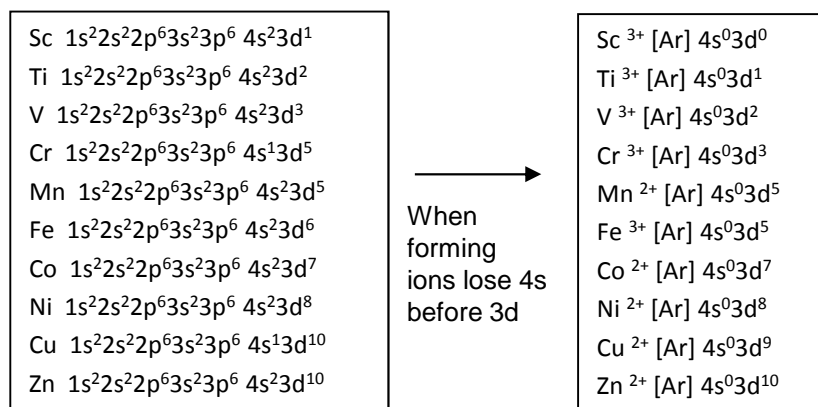 Sc 1s²2s²2p⁶3s²3p⁶ 4s²3d¹
Ti 1s²2s²2p⁶3s²3p⁶ 4s²3d²
V 1s²2s²2p⁶3s²3p⁶ 4s²3d³
Cr 1s²2s²2p⁶3s²3p⁶ 4s¹3d⁵
Mn 1s²2s²2p⁶3s²3p⁶ 4s²3d⁵
Fe 1s²2s²2p⁶3s²3p⁶ 4s²3d⁶
Co 1s²2s²2p⁶3s²3p⁶ 4s²3d⁷
Ni 1s²2s²2p⁶3s²3p⁶ 4s²3d⁸
Cu 1s²2s²2p⁶3s²3p⁶ 4s¹3d¹⁰
Zn 1s²2s²2p⁶3s²3p⁶ 4s²3d¹⁰
When
forming
ions lose 4s
before 3d
Sc ³⁺ [Ar] 4s⁰3d⁰
Ti ³⁺ [Ar] 4s⁰3d¹
V ³⁺ [Ar] 4s⁰3d²
Cr ³⁺ [Ar] 4s⁰3d³
Mn ²⁺ [Ar] 4s⁰3d⁵
Fe ³⁺ [Ar] 4s⁰3d⁵
Co ²⁺ [Ar] 4s⁰3d⁷
Ni ²⁺ [Ar] 4s⁰3d⁸
Cu ²⁺ [Ar] 4s⁰3d⁹
Zn ²⁺ [Ar] 4s⁰3d¹⁰